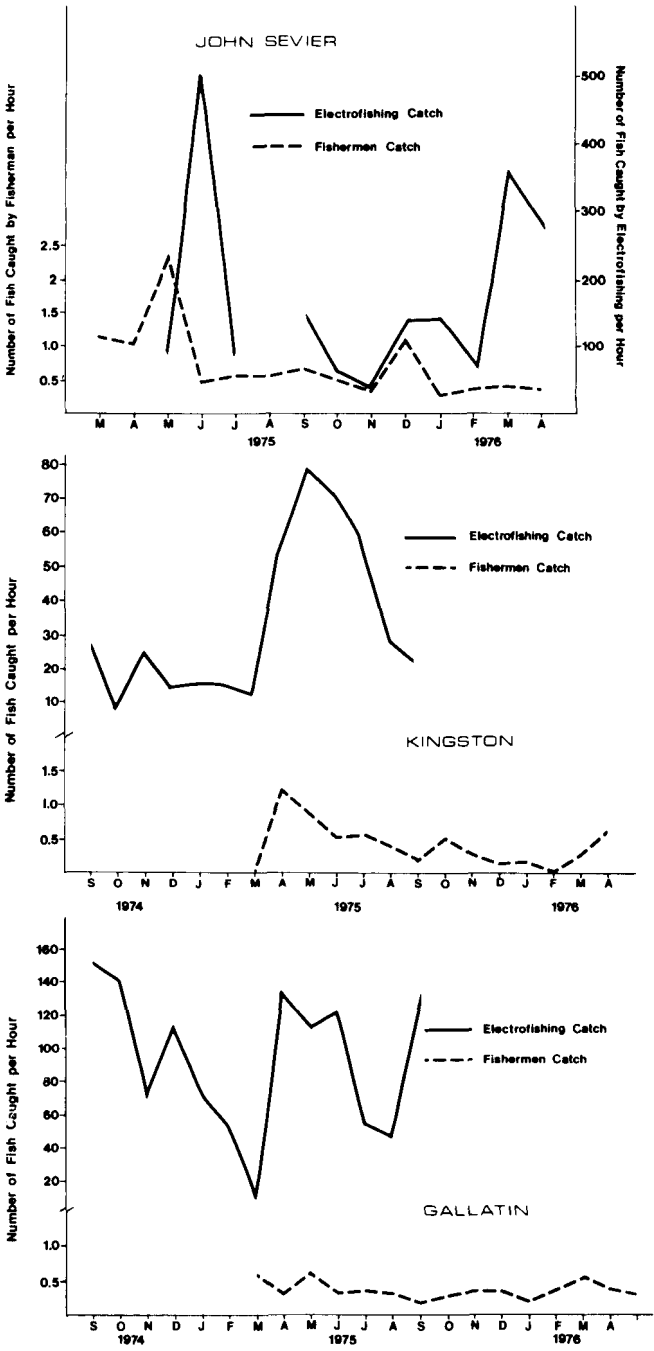 JOHN SEVIER
Number of Fish Caught by Fisherman per Hour
Number of Fish Caught by Electrofishing per Hour
Electrofishing Catch
Fishermen Catch
2.5
2
1.5
1.0
0.5
500
400
300
200
100
M A M J J A S O N D J F M A
1975 1976
Number of Fish Caught per Hour
80
70
60
50
40
30
20
10
1.5
1.0
0.5
Electrofishing Catch
Fishermen Catch
KINGSTON
S O N D J F M A M J J A S O N D J F M A
1974 1975 1976
Number of Fish Caught per Hour
160
140
120
100
80
60
40
20
1.0
0.5
Electrofishing Catch
Fishermen Catch
GALLATIN
S O N D J F M A M J J A S O N D J F M A
1974 1975 1976